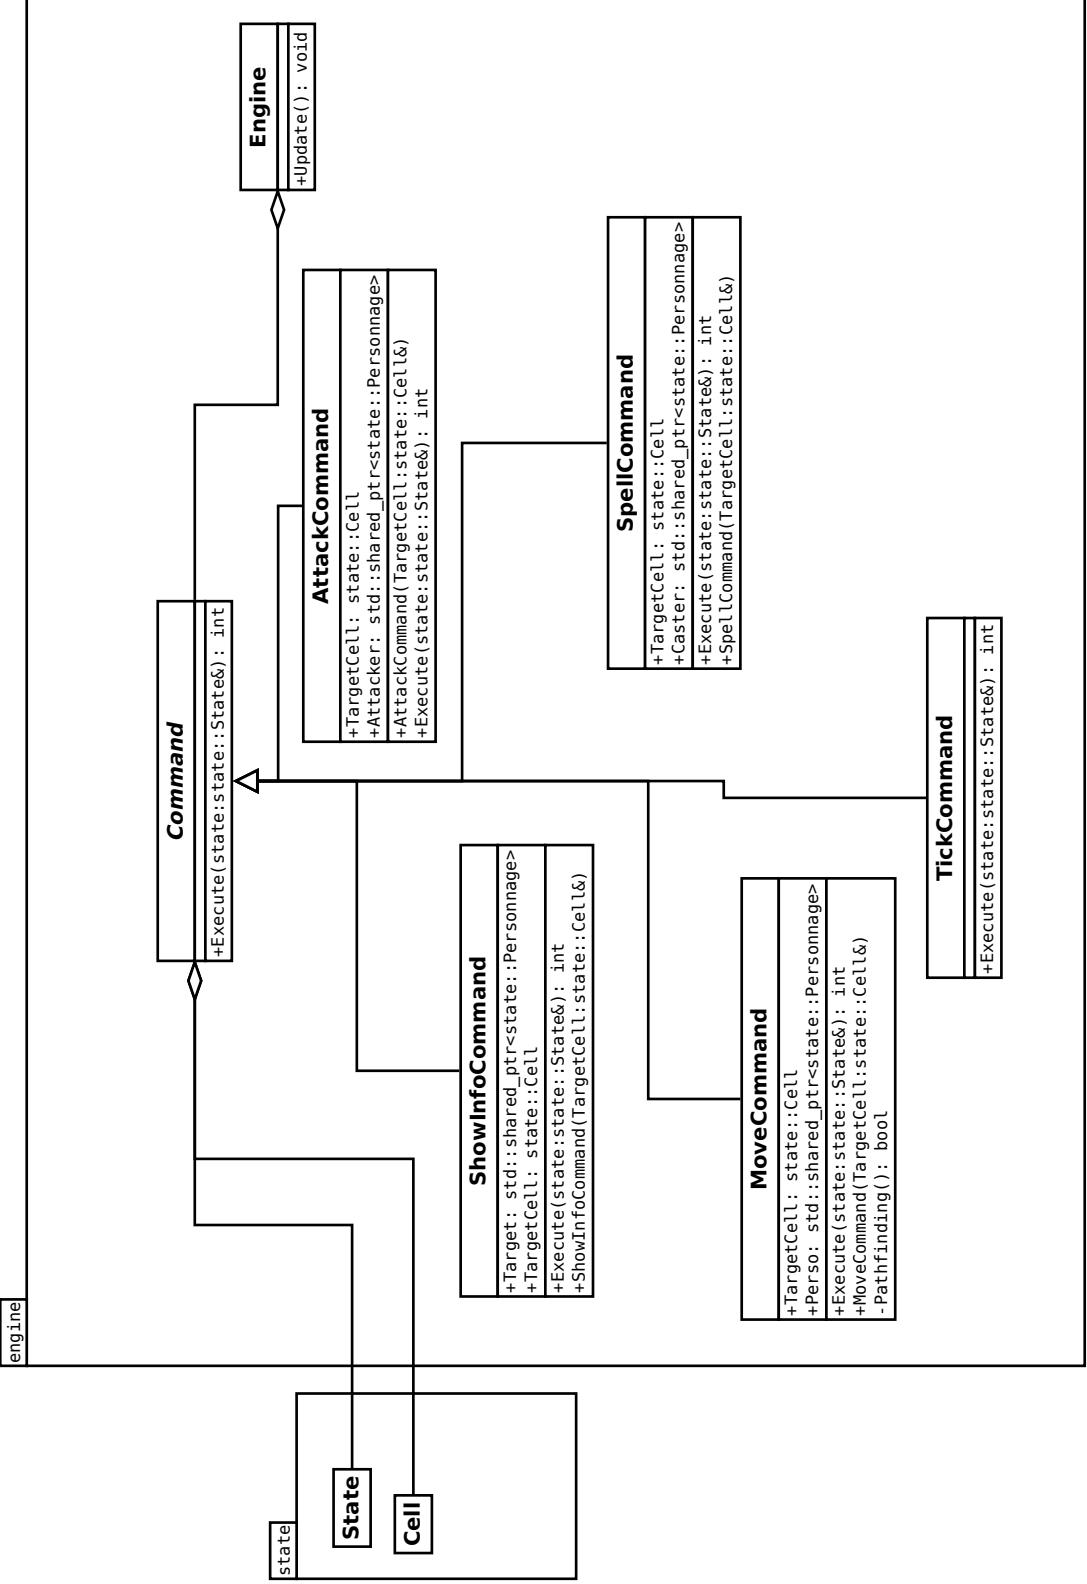 engine
state
State
Cell
Command
+Execute(state:state::State&): int
Engine
+Update(): void
AttackCommand
+TargetCell: state::Cell
+Attacker: std::shared_ptr<state::Personnage>
+AttackCommand(TargetCell:state::Cell&)
+Execute(state:state::State&): int
ShowInfoCommand
+Target: std::shared_ptr<state::Personnage>
+TargetCell: state::Cell
+Execute(state:state::State&): int
+ShowInfoCommand(TargetCell:state::Cell&)
SpellCommand
+TargetCell: state::Cell
+Caster: std::shared_ptr<state::Personnage>
+Execute(state:state::State&): int
+SpellCommand(TargetCell:state::Cell&)
MoveCommand
+TargetCell: state::Cell
+Perso: std::shared_ptr<state::Personnage>
+Execute(state:state::State&): int
+MoveCommand(TargetCell:state::Cell&)
-Pathfinding(): bool
TickCommand
+Execute(state:state::State&): int